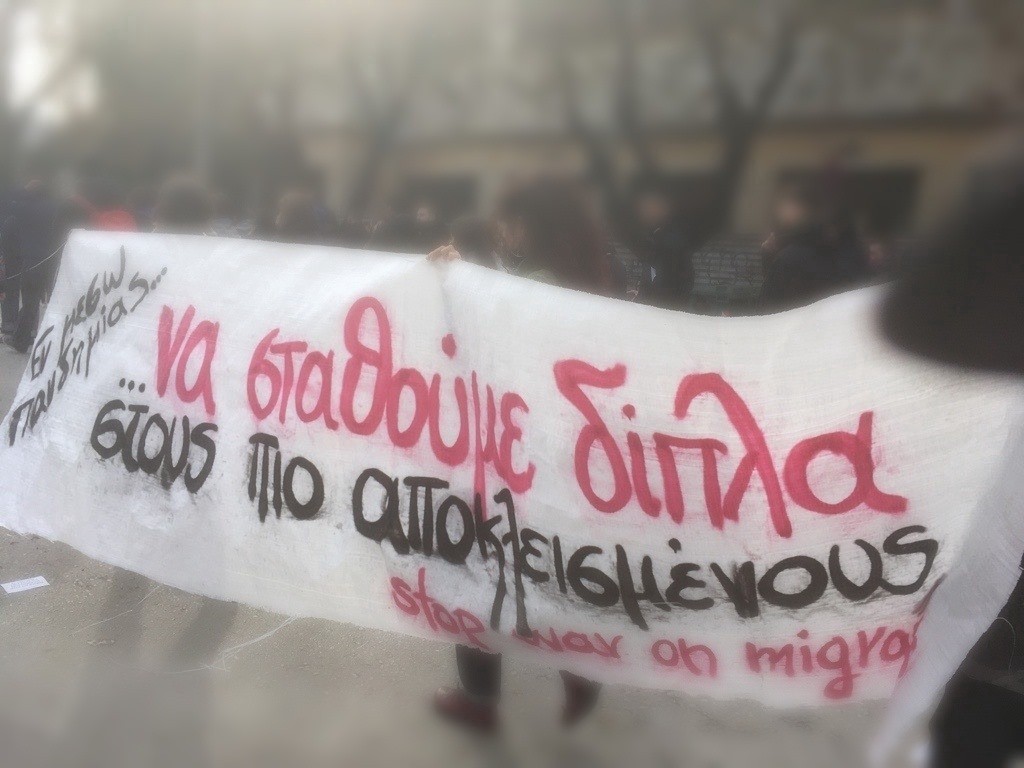 Εν μέσω
πανδημίας...
...να σταθούμε δίπλα
στους πιο αποκλεισμένους
stop war on migra